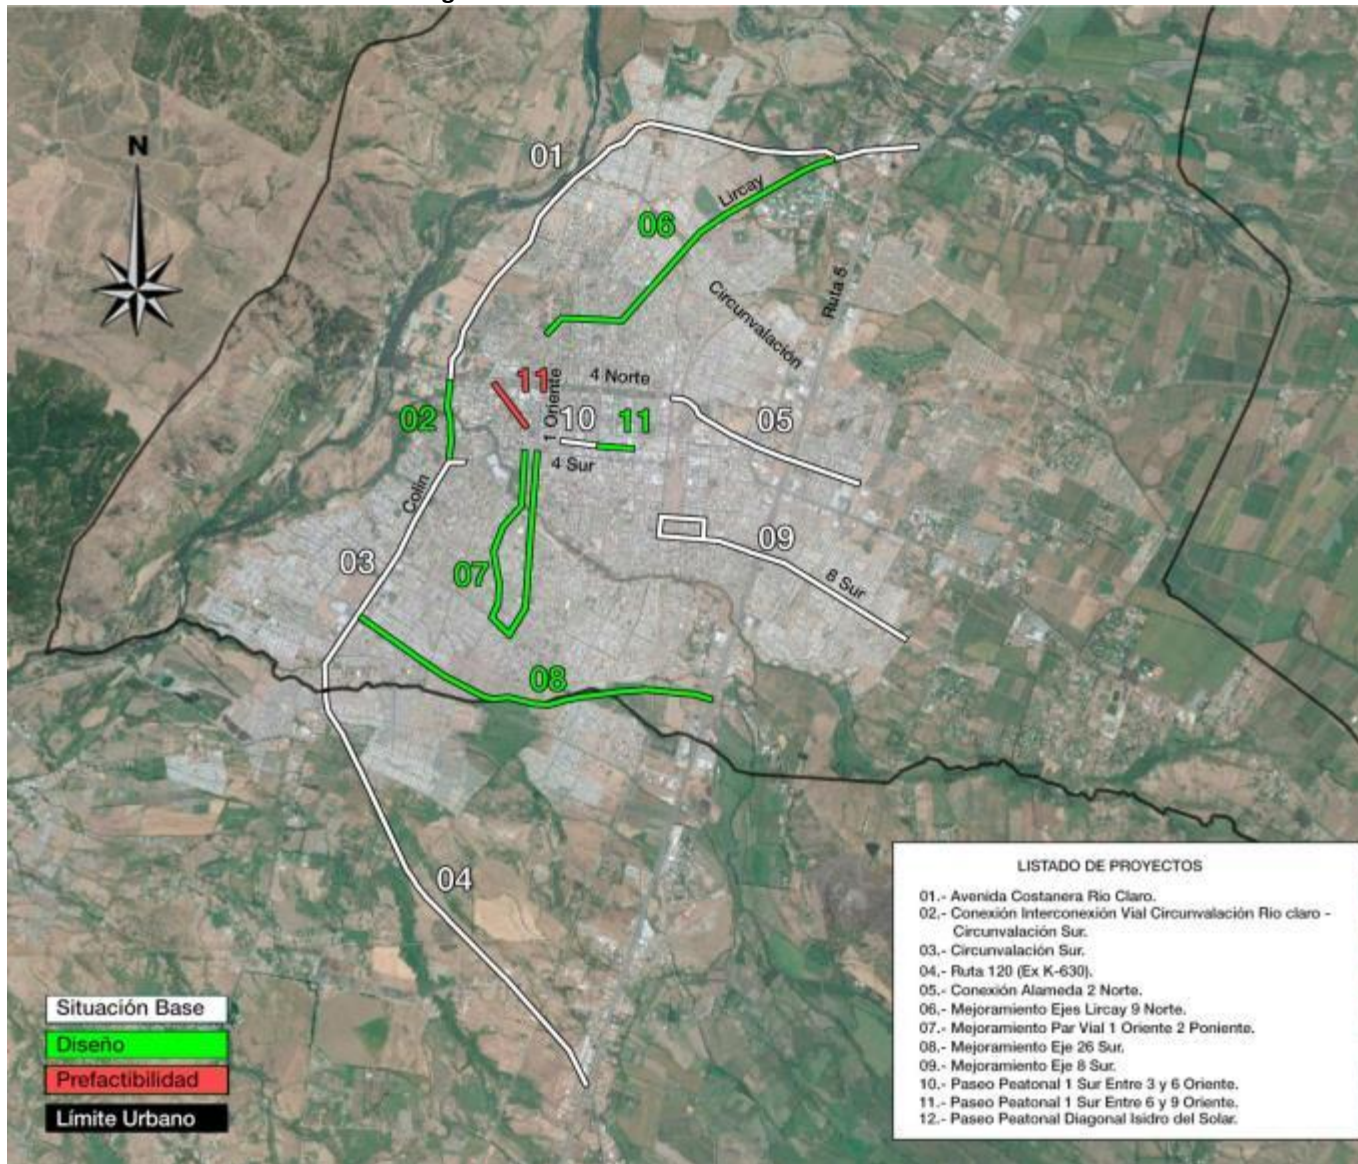 N
01
Lircay
06
Circunvalación
Ruta 5
11
4 Norte
1 Oriente
02
10
11
05
4 Sur
Colin
03
09
07
8 Sur
08
04
Situación Base
Diseño
Prefactibilidad
Límite Urbano
LISTADO DE PROYECTOS
01.- Avenida Costanera Río Claro.
02.- Conexión Interconexión Vial Circunvalación Río claro -
Circunvalación Sur.
03.- Circunvalación Sur.
04.- Ruta 120 (Ex K-630).
05.- Conexión Alameda 2 Norte.
06.- Mejoramiento Ejes Lircay 9 Norte.
07.- Mejoramiento Par Vial 1 Oriente 2 Poniente.
08.- Mejoramiento Eje 26 Sur.
09.- Mejoramiento Eje 8 Sur.
10.- Paseo Peatonal 1 Sur Entre 3 y 6 Oriente.
11.- Paseo Peatonal 1 Sur Entre 6 y 9 Oriente.
12.- Paseo Peatonal Diagonal Isidro del Solar.